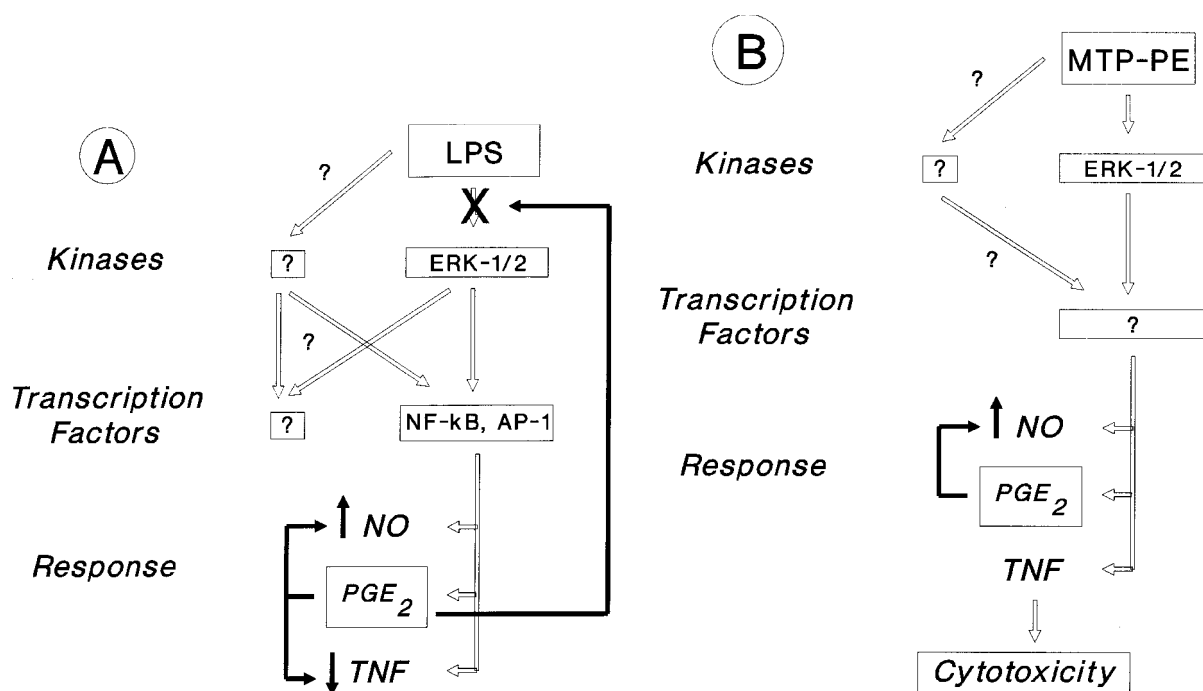 A
LPS
?
X
Kinases
?
ERK-1/2
?
Transcription
Factors
?
NF-kB, AP-1
Response
NO
PGE2
TNF
B
MTP-PE
?
Kinases
?
ERK-1/2
?
Transcription
Factors
?
Response
NO
PGE2
TNF
Cytotoxicity